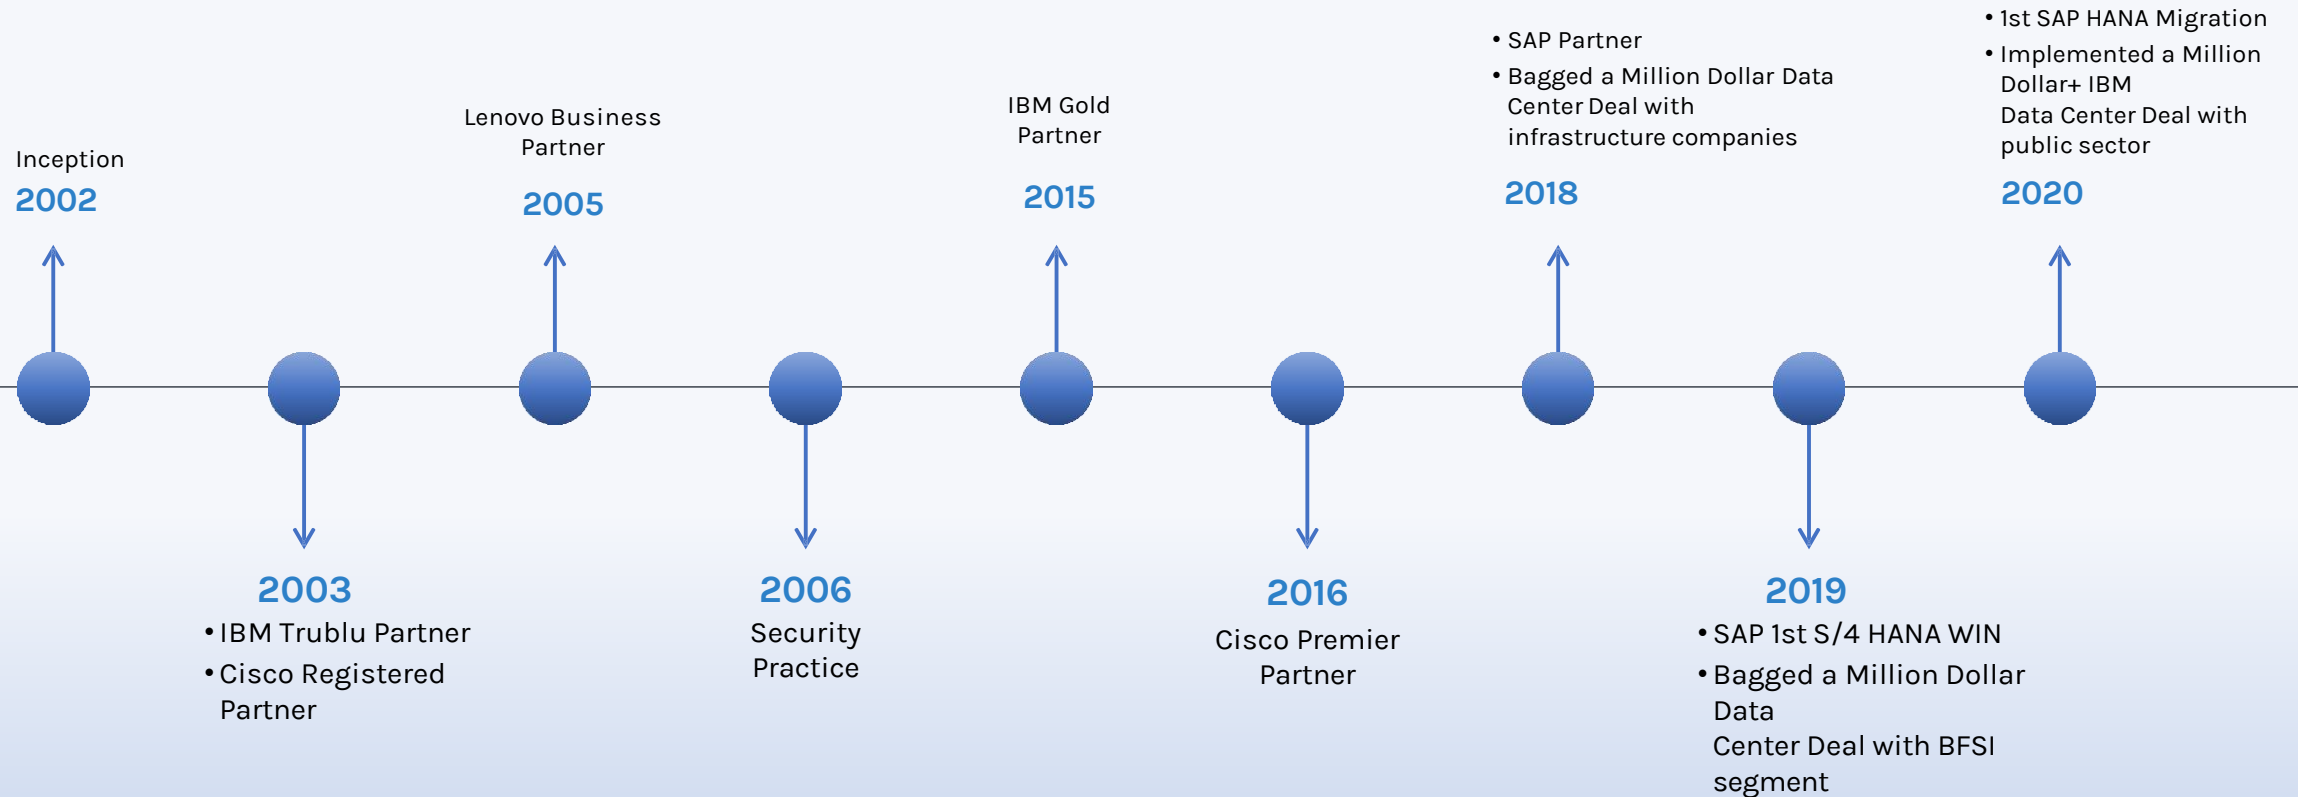 Inception
2002
2003
• IBM Trublu Partner
• Cisco Registered
Partner
Lenovo Business
Partner
2005
2006
Security
Practice
IBM Gold
Partner
2015
2016
Cisco Premier
Partner
• SAP Partner
• Bagged a Million Dollar Data
Center Deal with
infrastructure companies
2018
2019
• SAP 1st S/4 HANA WIN
• Bagged a Million Dollar
Data
Center Deal with BFSI
segment
• 1st SAP HANA Migration
• Implemented a Million
Dollar+ IBM
Data Center Deal with
public sector
2020